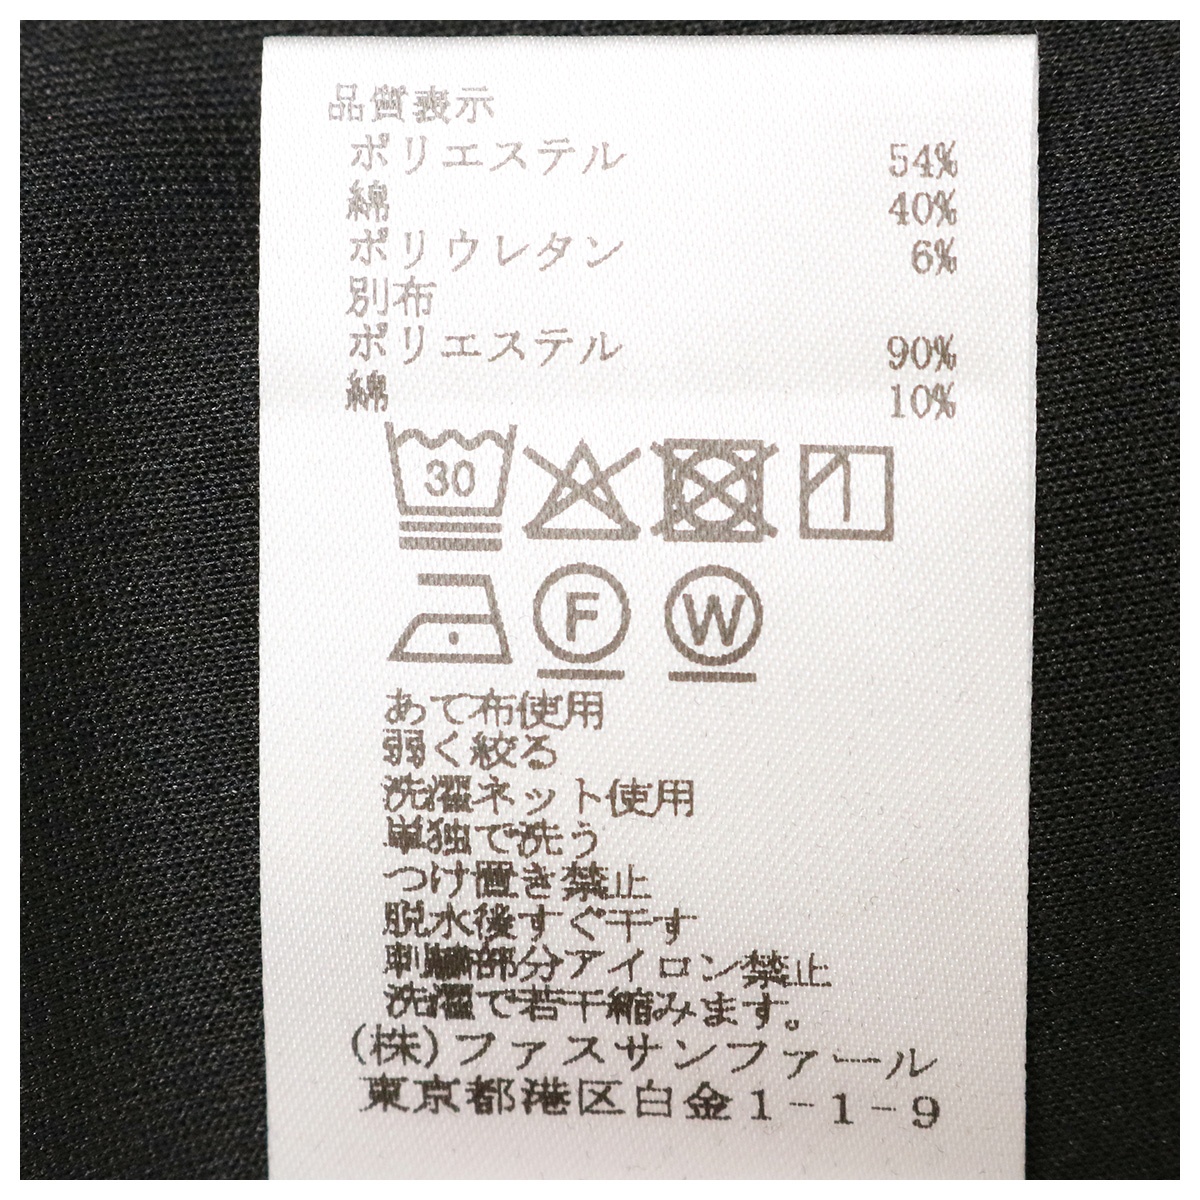 品質表示
ポリエステル 54%
綿 40%
ポリウレタン 6%
別布
ポリエステル 90%
綿 10%
30
F W
あて布使用
弱く絞る
洗濯ネット使用
単独で洗う
つけ置き禁止
脱水後すぐ干す
刺繍部分アイロン禁止
洗濯で若干縮みます。
(株)ファスサンファール
東京都港区白金1-1-9